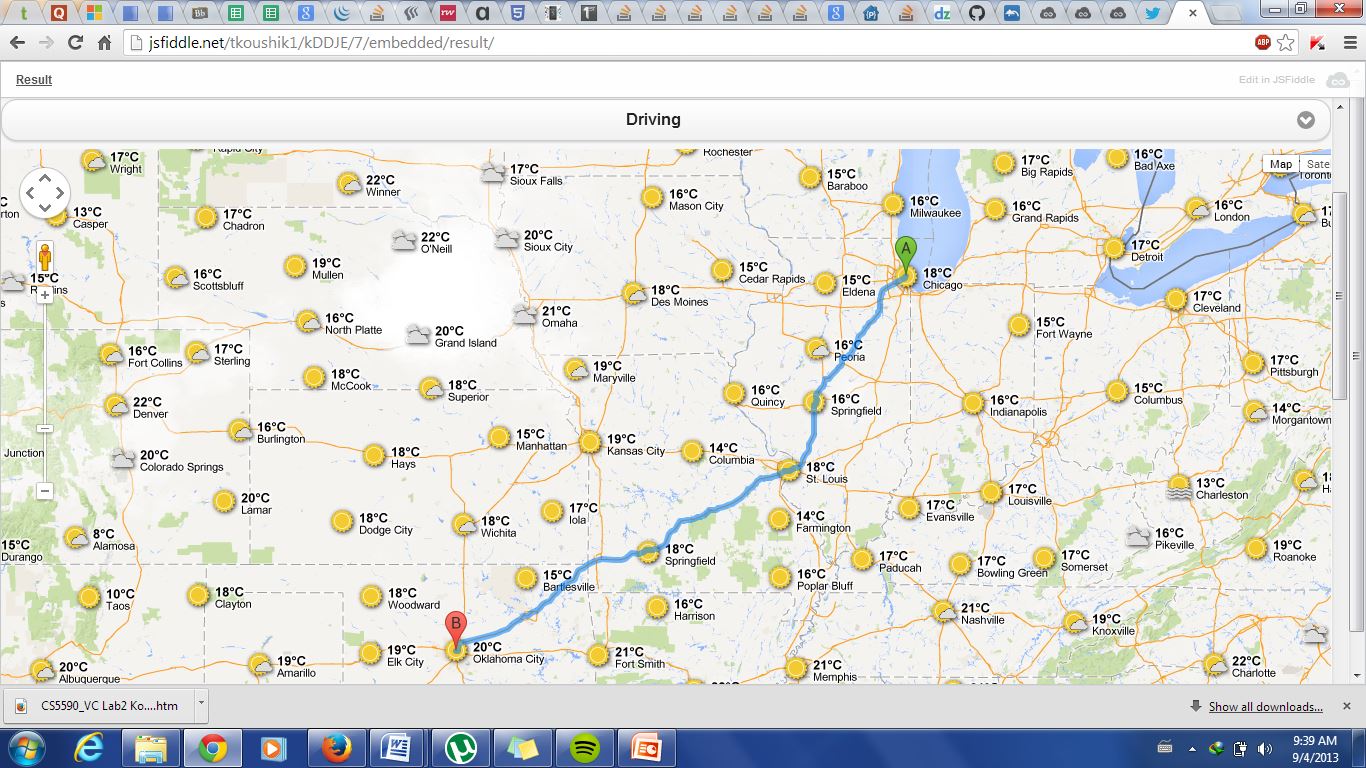 jsfiddle.net/tkoushik1/kDDJE/7/embedded/result/
ABP
Result
Edit in JSFiddle
Driving
Map
Sate
17°C
Wright
22°C
Winner
17°C
Sioux Falls
Rochester
16°C
Mason City
15°C
Baraboo
17°C
Big Rapids
16°C
Bad Axe
13°C
Casper
17°C
Chadron
22°C
O'Neill
20°C
Sioux City
16°C
Milwaukee
16°C
Grand Rapids
16°C
London
17°C
Detroit
15°C
16°C
Scottsbluff
19°C
Mullen
18°C
Des Moines
15°C
Cedar Rapids
15°C
Eldena
A
18°C
Chicago
17°C
Cleveland
16°C
North Platte
20°C
Grand Island
21°C
Omaha
15°C
Fort Wayne
16°C
Fort Collins
17°C
Sterling
18°C
McCook
18°C
Superior
19°C
Maryville
16°C
Peoria
17°C
Pittsburgh
22°C
Denver
16°C
Quincy
16°C
Springfield
16°C
Indianapolis
15°C
Columbus
14°C
Morgantown
Junction
20°C
Colorado Springs
16°C
Burlington
18°C
Hays
15°C
Manhattan
19°C
Kansas City
14°C
Columbia
18°C
St. Louis
13°C
Charleston
20°C
Lamar
18°C
Dodge City
18°C
Wichita
17°C
Iola
14°C
Farmington
17°C
Evansville
17°C
Louisville
15°C
Durango
8°C
Alamosa
18°C
Springfield
17°C
Paducah
17°C
Bowling Green
17°C
Somerset
16°C
Pikeville
19°C
Roanoke
10°C
Taos
18°C
Clayton
18°C
Woodward
15°C
Bartlesville
16°C
Harrison
16°C
Poplar Bluff
21°C
Nashville
19°C
Knoxville
20°C
Albuquerque
19°C
Amarillo
19°C
Elk City
B
20°C
Oklahoma City
21°C
Fort Smith
21°C
Memphis
22°C
Charlotte
CS5590_VC Lab2 Ko....htm
Show all downloads...
9:39 AM
9/4/2013